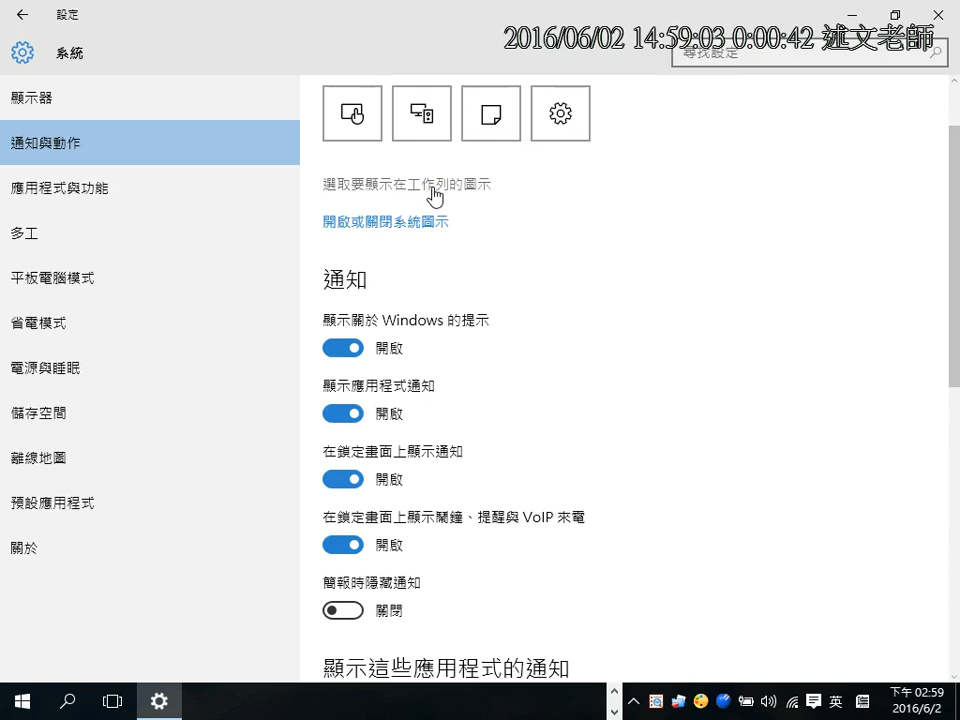 設定
2016/06/02 14:59:03 0:00:42 述文老師
系統
尋找設定
顯示器
通知與動作
應用程式與功能
多工
平板電腦模式
省電模式
電源與睡眠
儲存空間
離線地圖
預設應用程式
關於
選取要顯示在工作列的圖示
開啟或關閉系統圖示
通知
顯示關於 Windows 的提示
開啟
顯示應用程式通知
開啟
在鎖定畫面上顯示通知
開啟
在鎖定畫面上顯示鬧鐘、提醒與 VoIP 來電
開啟
簡報時隱藏通知
關閉
顯示這些應用程式的通知
英
下午 02:59
2016/6/2